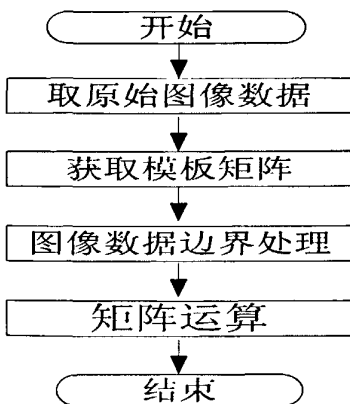 开始
取原始图像数据
获取模板矩阵
图像数据边界处理
矩阵运算
结束